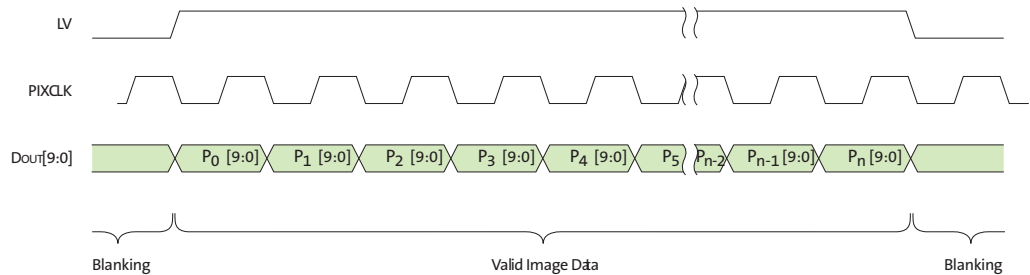 LV
PIXCLK
DOUT[9:0]
P0 [9:0] P1 [9:0] P2 [9:0] P3 [9:0] P4 [9:0] P5 Pn-2 Pn-1 [9:0] Pn [9:0]
Blanking Valid Image Data Blanking